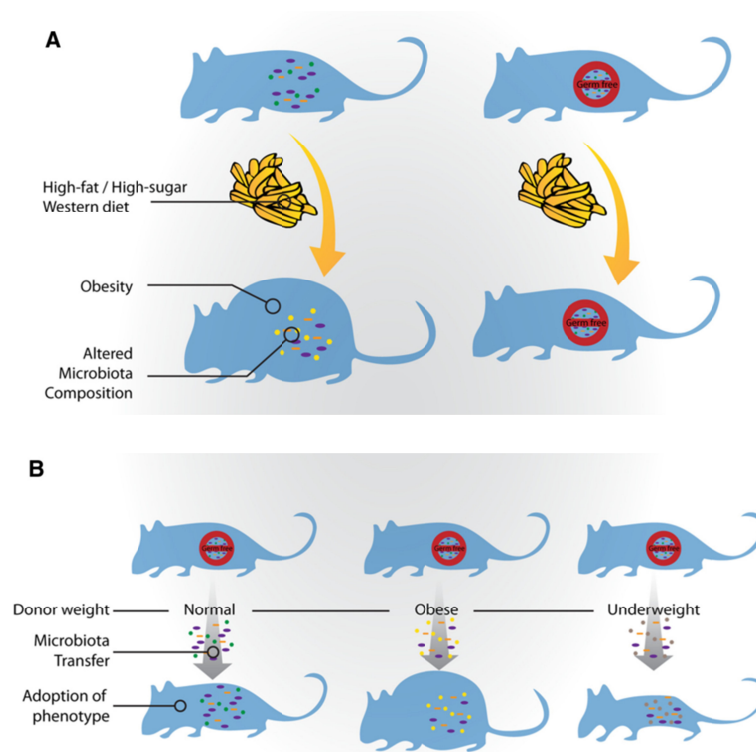 A
Germ free
High-fat / High-sugar
Western diet
Obesity
Germ free
Altered
Microbiota
Composition
B
Germ free
Germ free
Germ free
Donor weight
Normal
Obese
Underweight
Microbiota
Transfer
Adoption of
phenotype